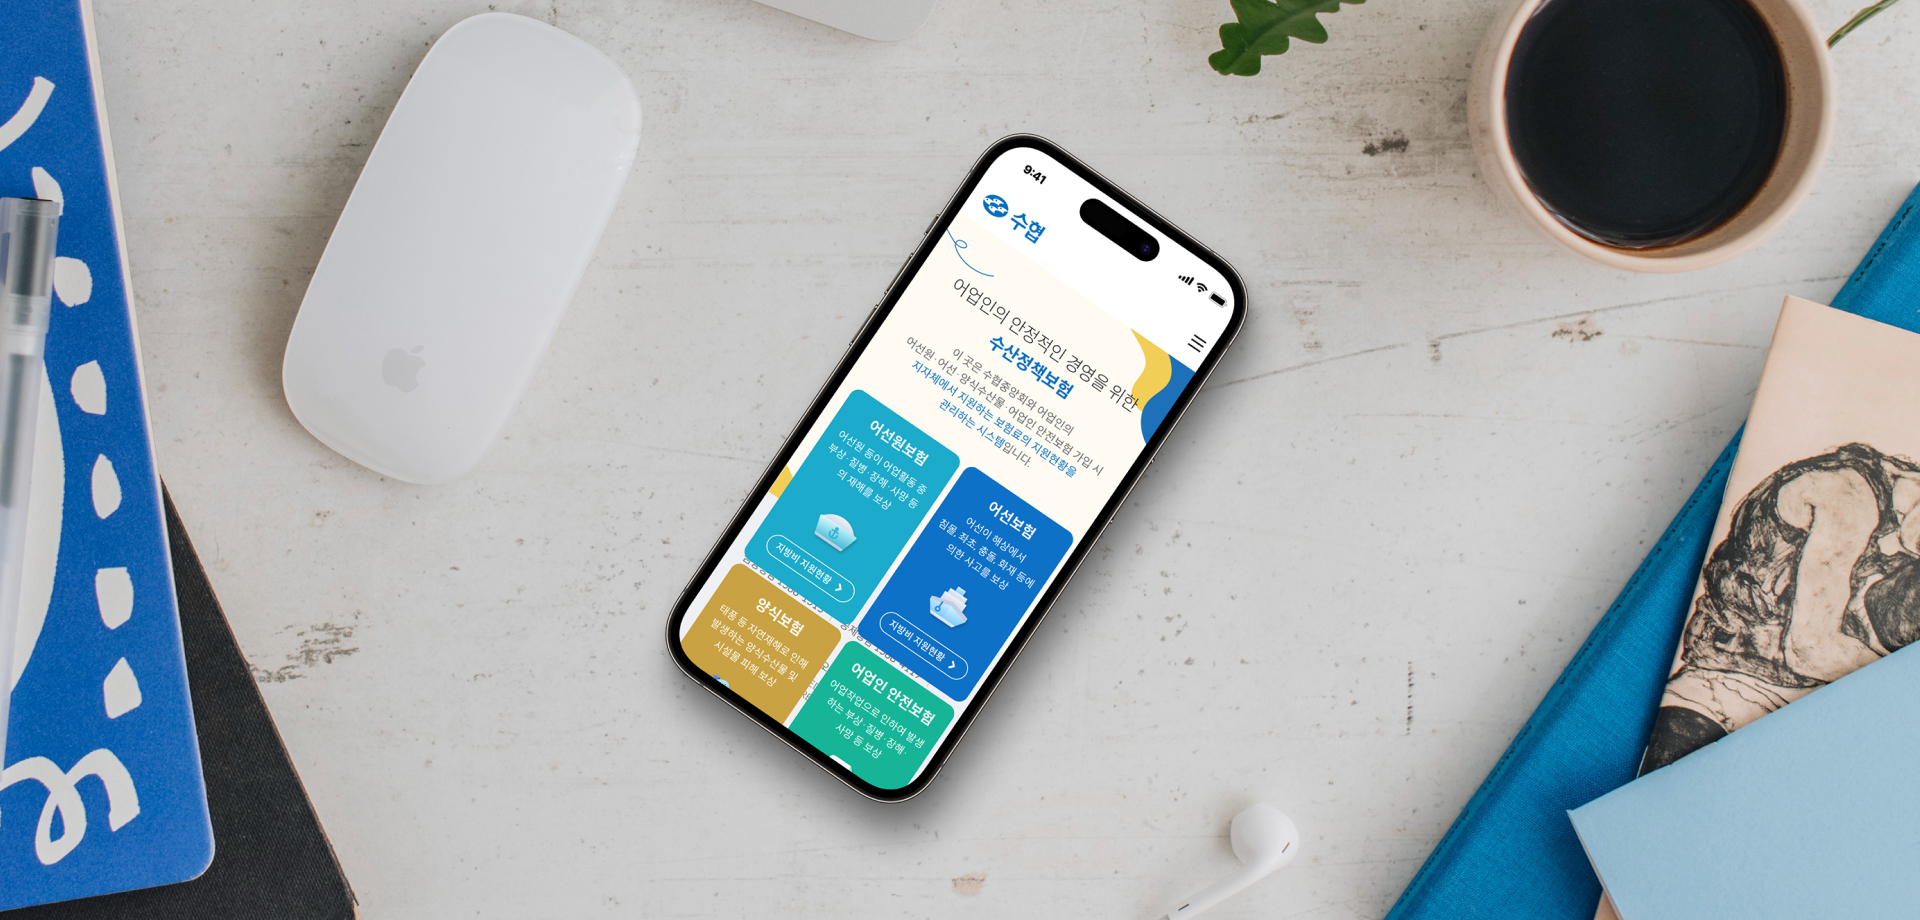 9:41
수협
어업인의 안정적인 경영을 위한
수산정책보험
이 곳은 수협중앙회와 어업인의
어선원·어선·양식수산물·어업인 안전보험 가입 시
지자체에서 지원하는 보험료의 지원현황을
관리하는 시스템입니다.
어선원보험
어선원 등이 어업활동 중
부상·질병·장해·사망 등
의 재해를 보상
지방비 지원현황
어선보험
어선이 해상에서
침몰, 좌초, 충돌, 화재 등에
의한 사고를 보상
지방비 지원현황
양식보험
태풍 등 자연재해로 인해
발생하는 양식수산물 및
시설물 피해 보상
어업인 안전보험
어업작업으로 인하여 발생
하는 부상·질병·장해·
사망 등 보상